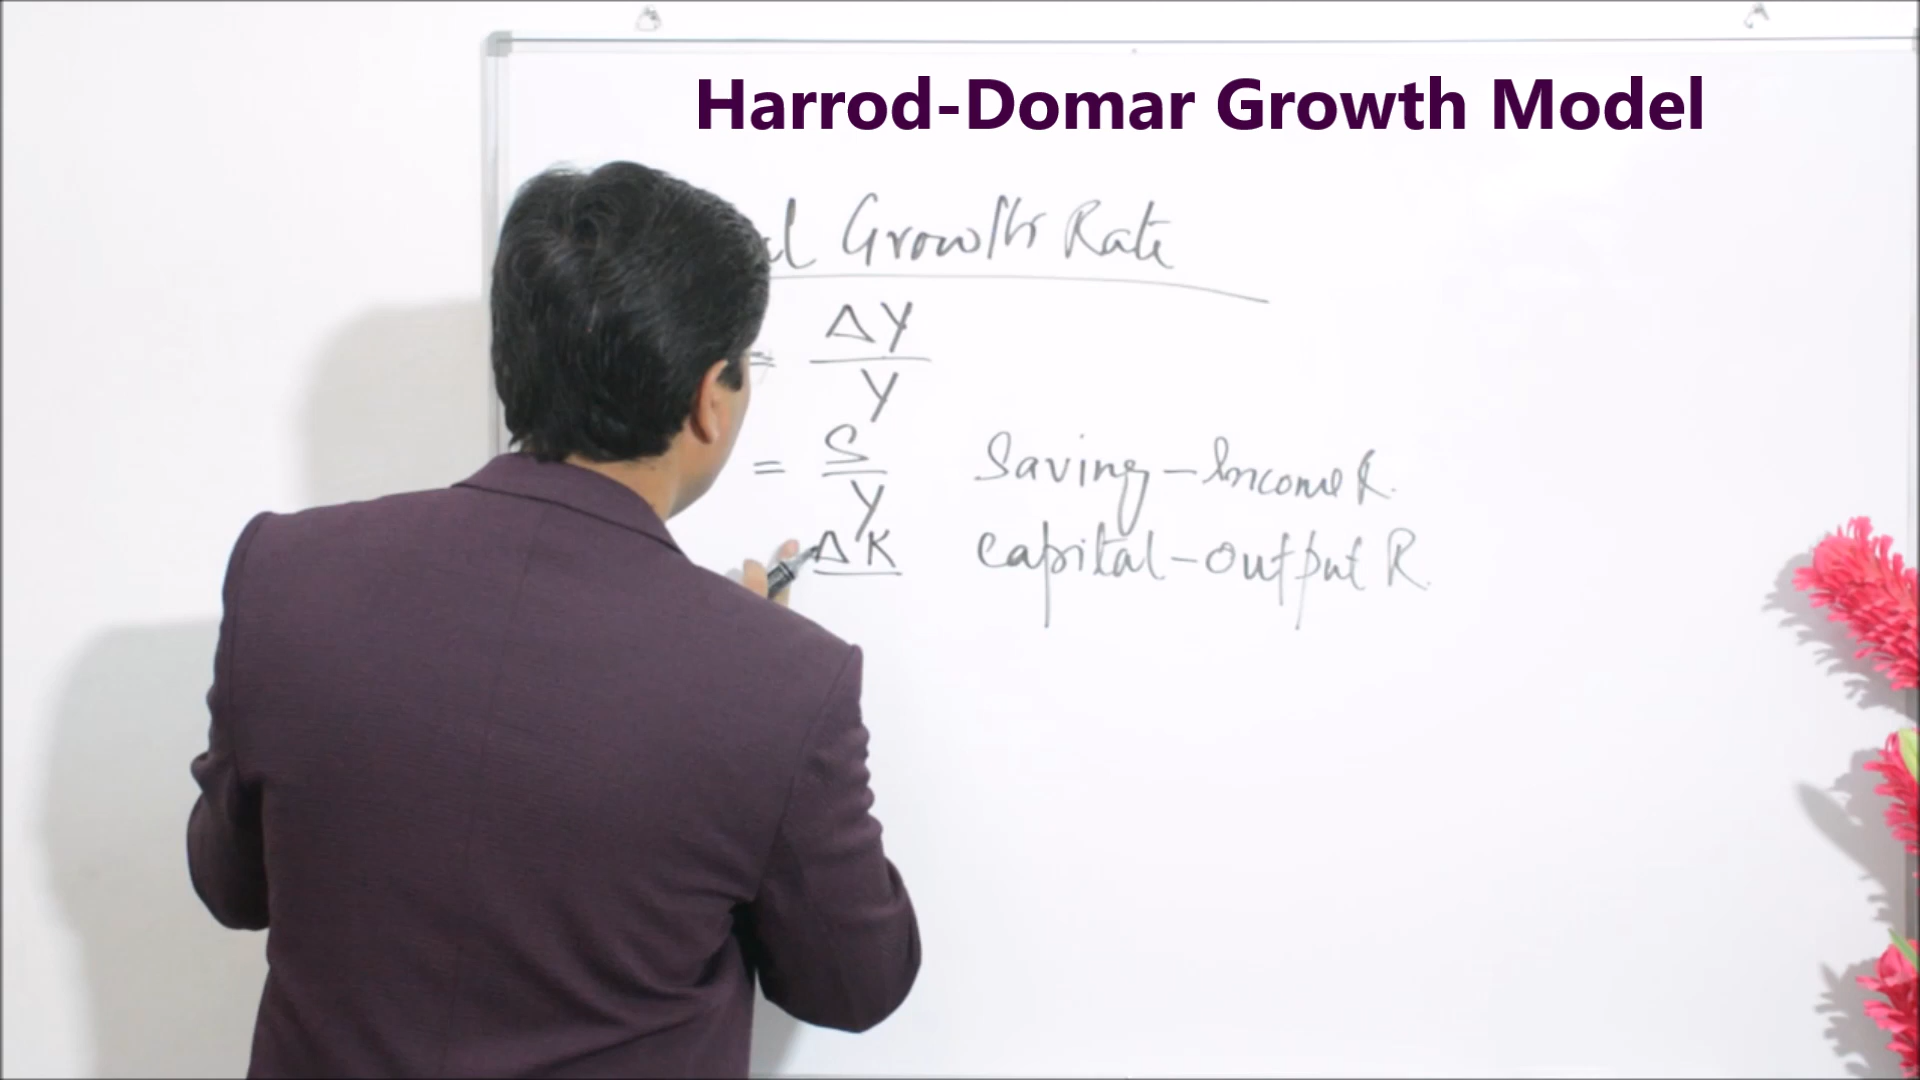 Harrod-Domar Growth Model
Growth Rate
= ΔY
Y
= S Saving-Income R.
Y
ΔK Capital-Output R.